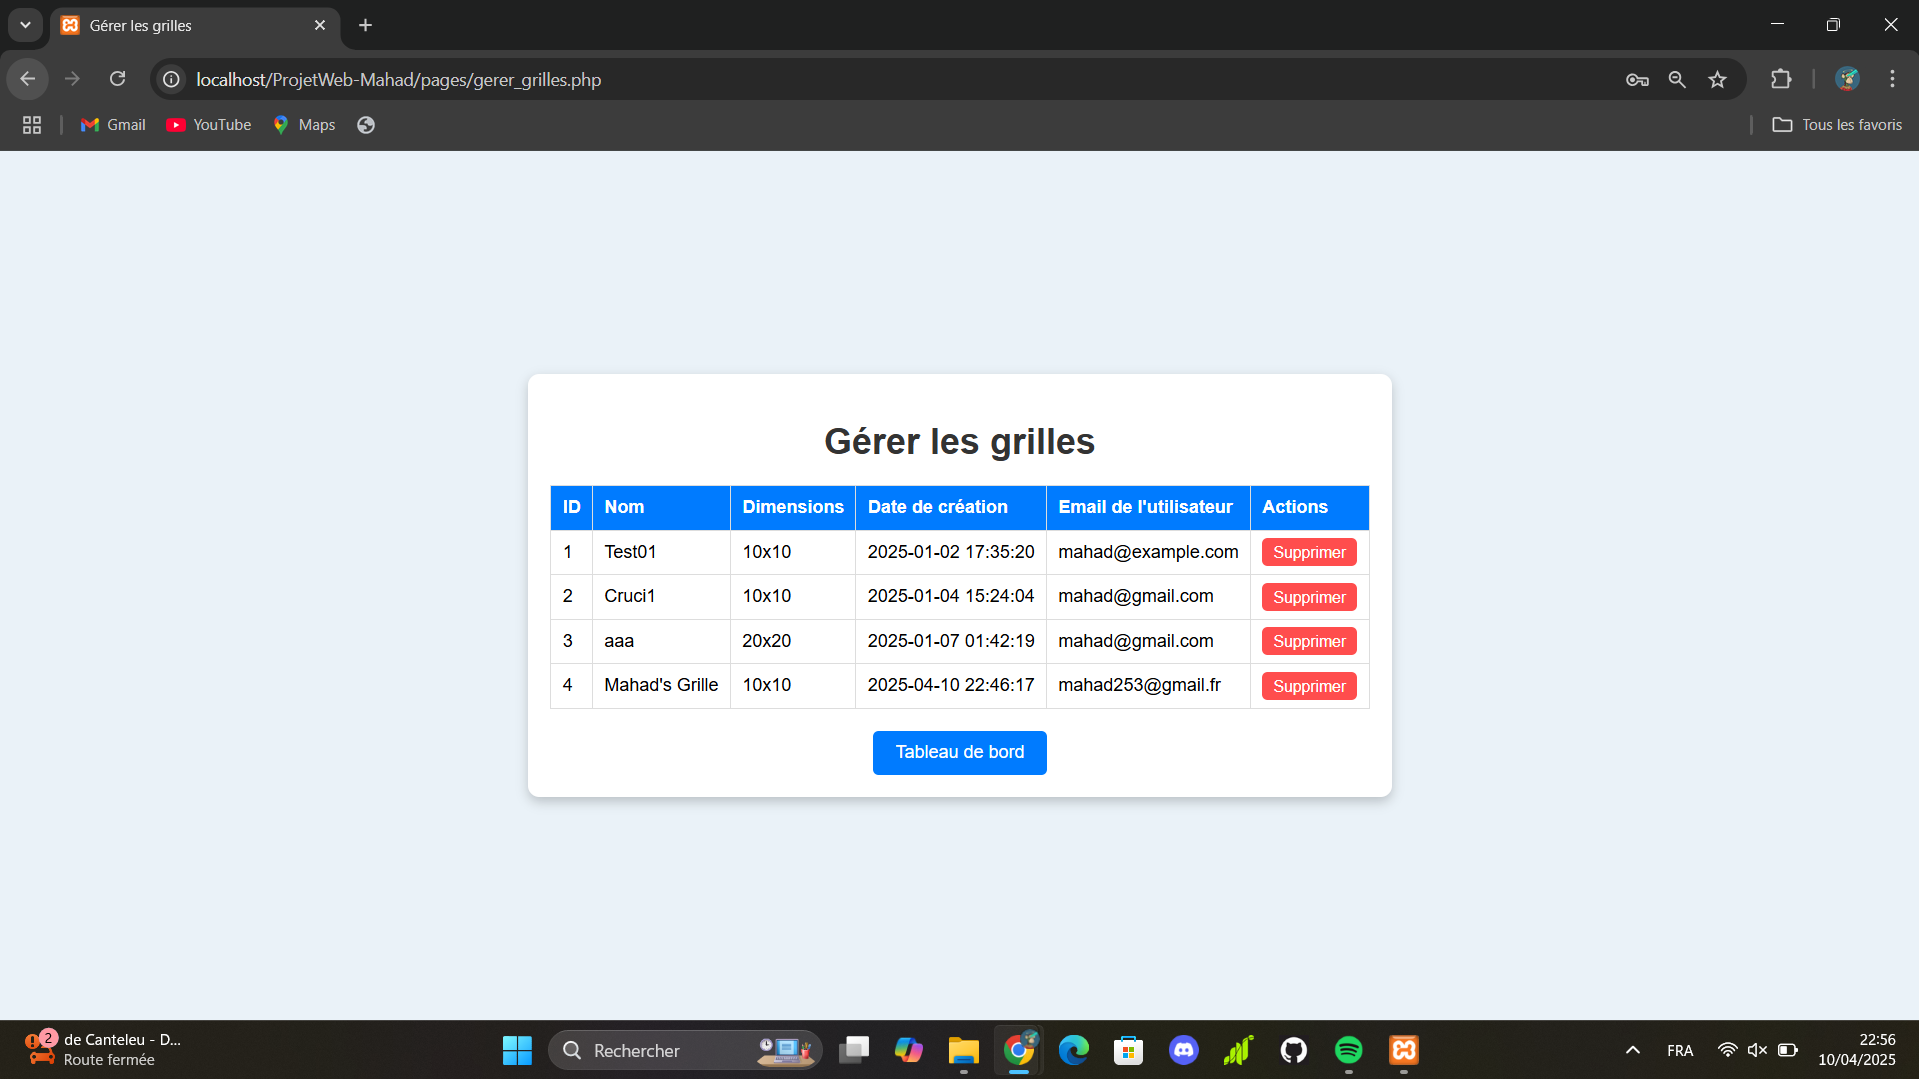 Gérer les grilles
localhost/ProjetWeb-Mahad/pages/gerer_grilles.php
Gmail YouTube Maps Tous les favoris
Gérer les grilles
ID Nom Dimensions Date de création Email de l'utilisateur Actions
1 Test01 10x10 2025-01-02 17:35:20 mahad@example.com Supprimer
2 Cruci1 10x10 2025-01-04 15:24:04 mahad@gmail.com Supprimer
3 aaa 20x20 2025-01-07 01:42:19 mahad@gmail.com Supprimer
4 Mahad's Grille 10x10 2025-04-10 22:46:17 mahad253@gmail.fr Supprimer
Tableau de bord
2 de Canteleu - D...
Route fermée
Rechercher
FRA
22:56
10/04/2025